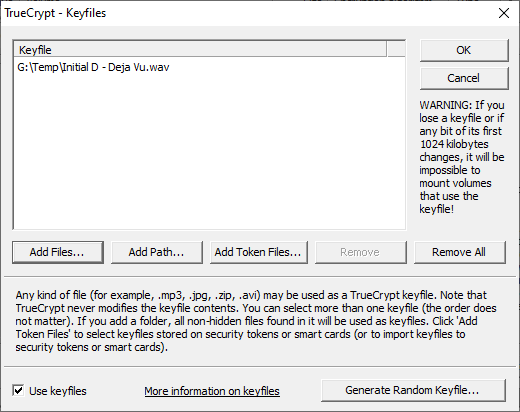 TrueCrypt - Keyfiles
Keyfile
G:\Temp\Initial D - Deja Vu.wav
OK
Cancel
WARNING: If you
lose a keyfile or if
any bit of its first
1024 kilobytes
changes, it will be
impossible to
mount volumes
that use the
keyfile!
Add Files...
Add Path...
Add Token Files...
Remove
Remove All
Any kind of file (for example, .mp3, .jpg, .zip, .avi) may be used as a TrueCrypt keyfile. Note that
TrueCrypt never modifies the keyfile contents. You can select more than one keyfile (the order does
not matter). If you add a folder, all non-hidden files found in it will be used as keyfiles. Click 'Add
Token Files' to select keyfiles stored on security tokens or smart cards (or to import keyfiles to
security tokens or smart cards).
Use keyfiles
More information on keyfiles
Generate Random Keyfile...